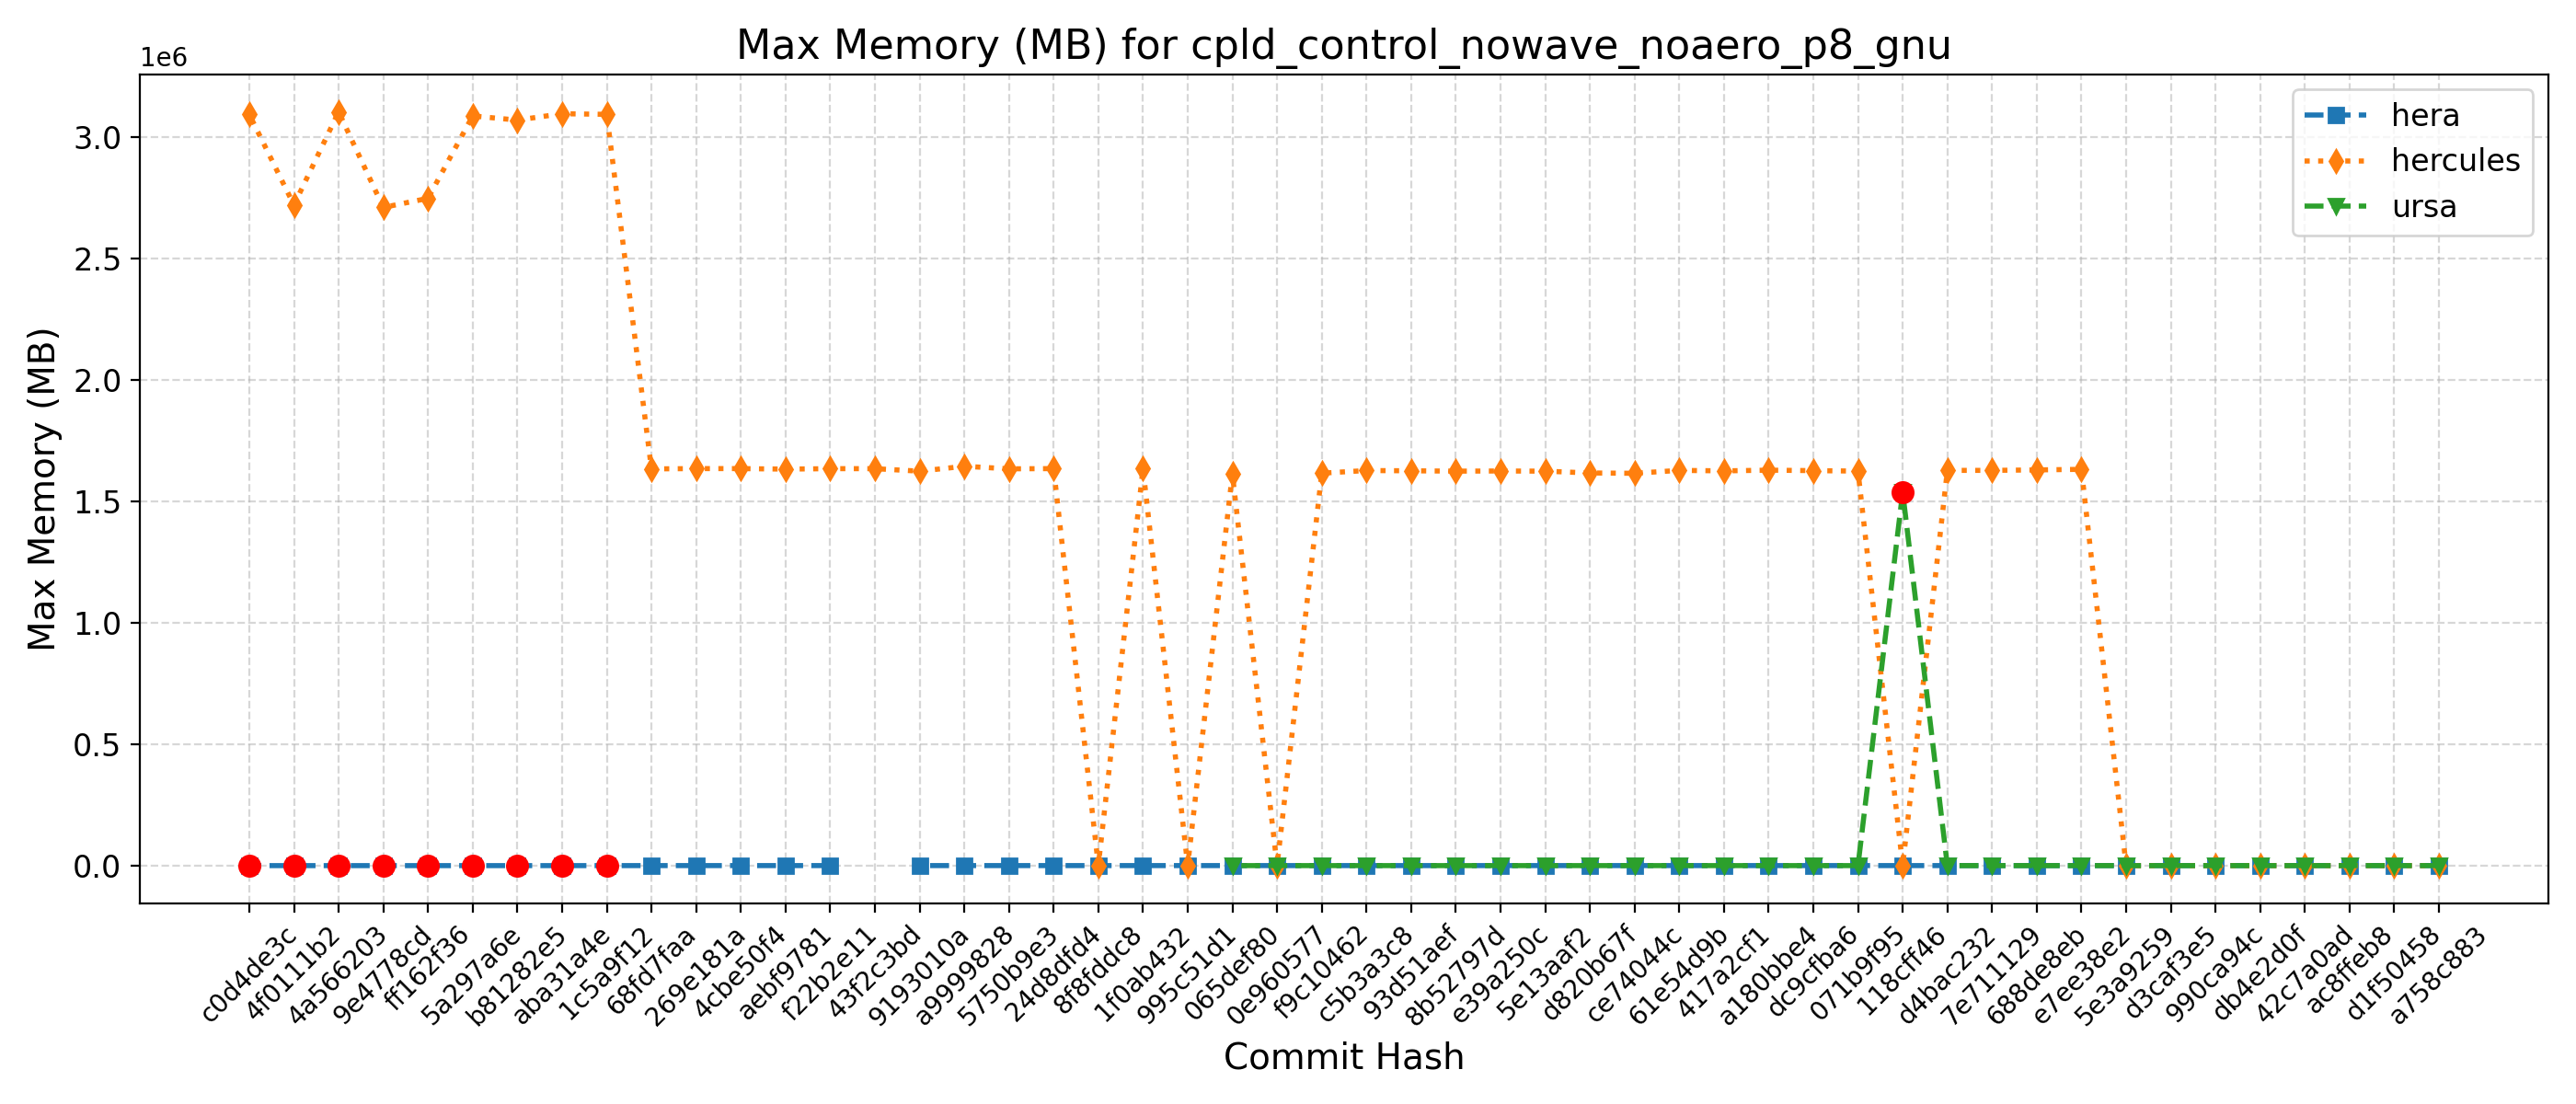 Max Memory (MB) for cpld_control_nowave_noaero_p8_gnu
1e6
3.0
2.5
2.0
1.5
1.0
0.5
0.0
Max Memory (MB)
hera
hercules
ursa
c0d4de3c
4f0111b2
4a566203
9e4778cd
ff162f36
5a297a6e
b81282e5
aba31a4e
1c5a9f12
68fd7faa
269e181a
4cbe50f4
aebf9781
f22b2e11
43f2c3bd
9193010a
a9999828
5750b9e3
24d8dfd4
8f8fddc8
1f0ab432
995c51d1
065def80
0e960577
f9c10462
c5b3a3c8
93d51aef
8b52797d
e39a250c
5e13aaf2
d820b67f
ce74044c
61e54d9b
417a2cf1
a180bbe4
dc9cfba6
071b9f95
118cff46
d4bac232
7e711129
688de8eb
e7ee38e2
5e3a9259
d3caf3e5
990ca94c
db4e2d0f
42c7a0ad
ac8ffeb8
d1f50458
a758c883
Commit Hash